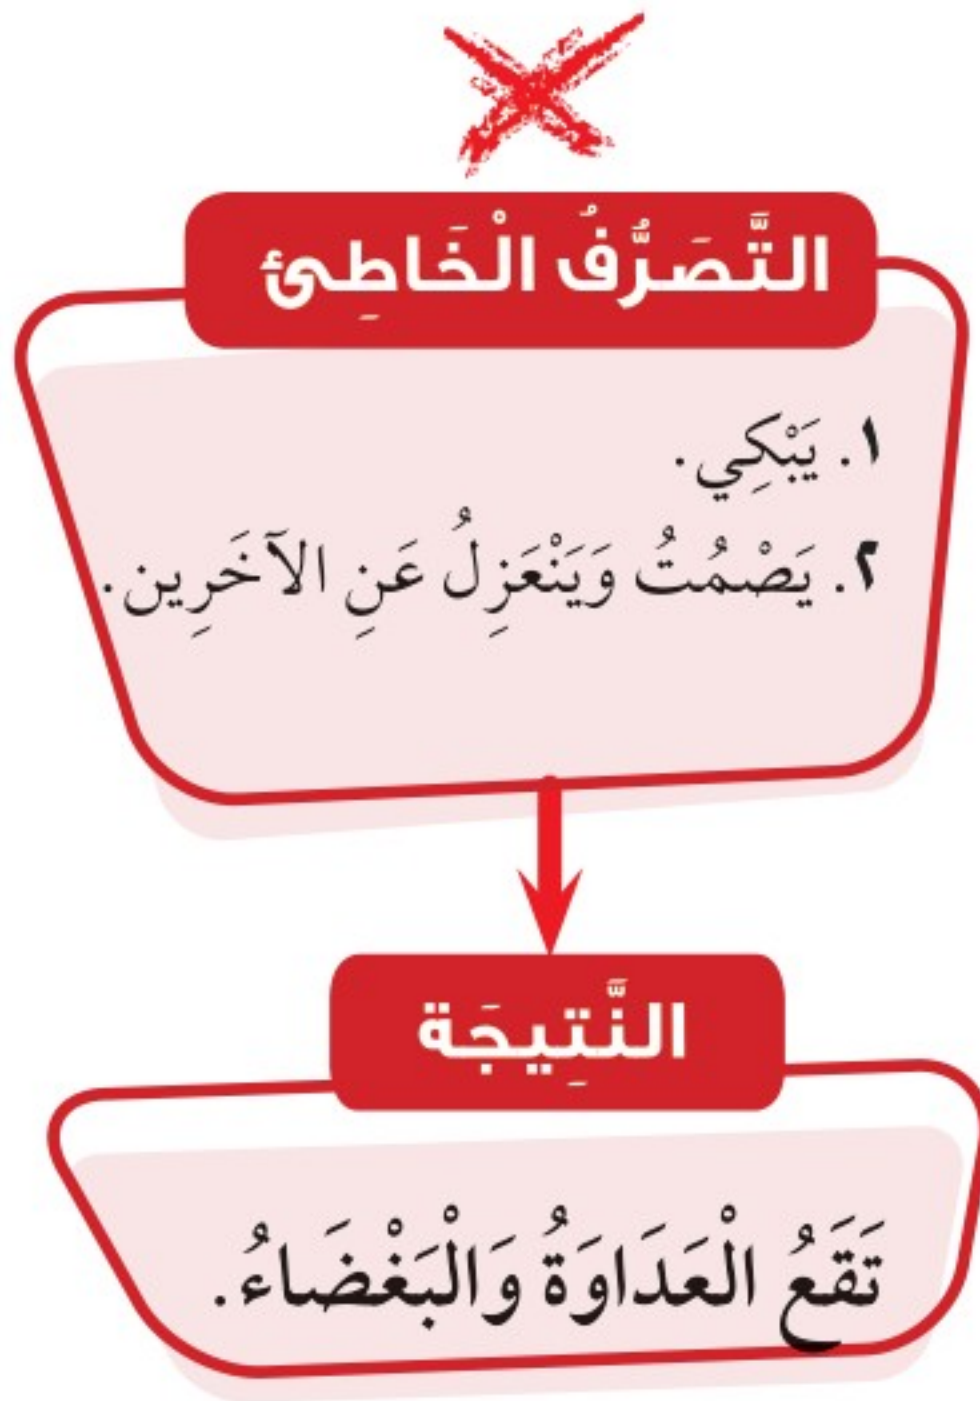 التَّصَرُّفُ الْخَاطِئ
١. يَبْكِي.
٢. يَصْمُتُ وَيَنْعَزِلُ عَنِ الآخَرِين.
النَّتِيجَة
تَقَعُ الْعَدَاوَةُ وَالْبَغْضَاءُ.